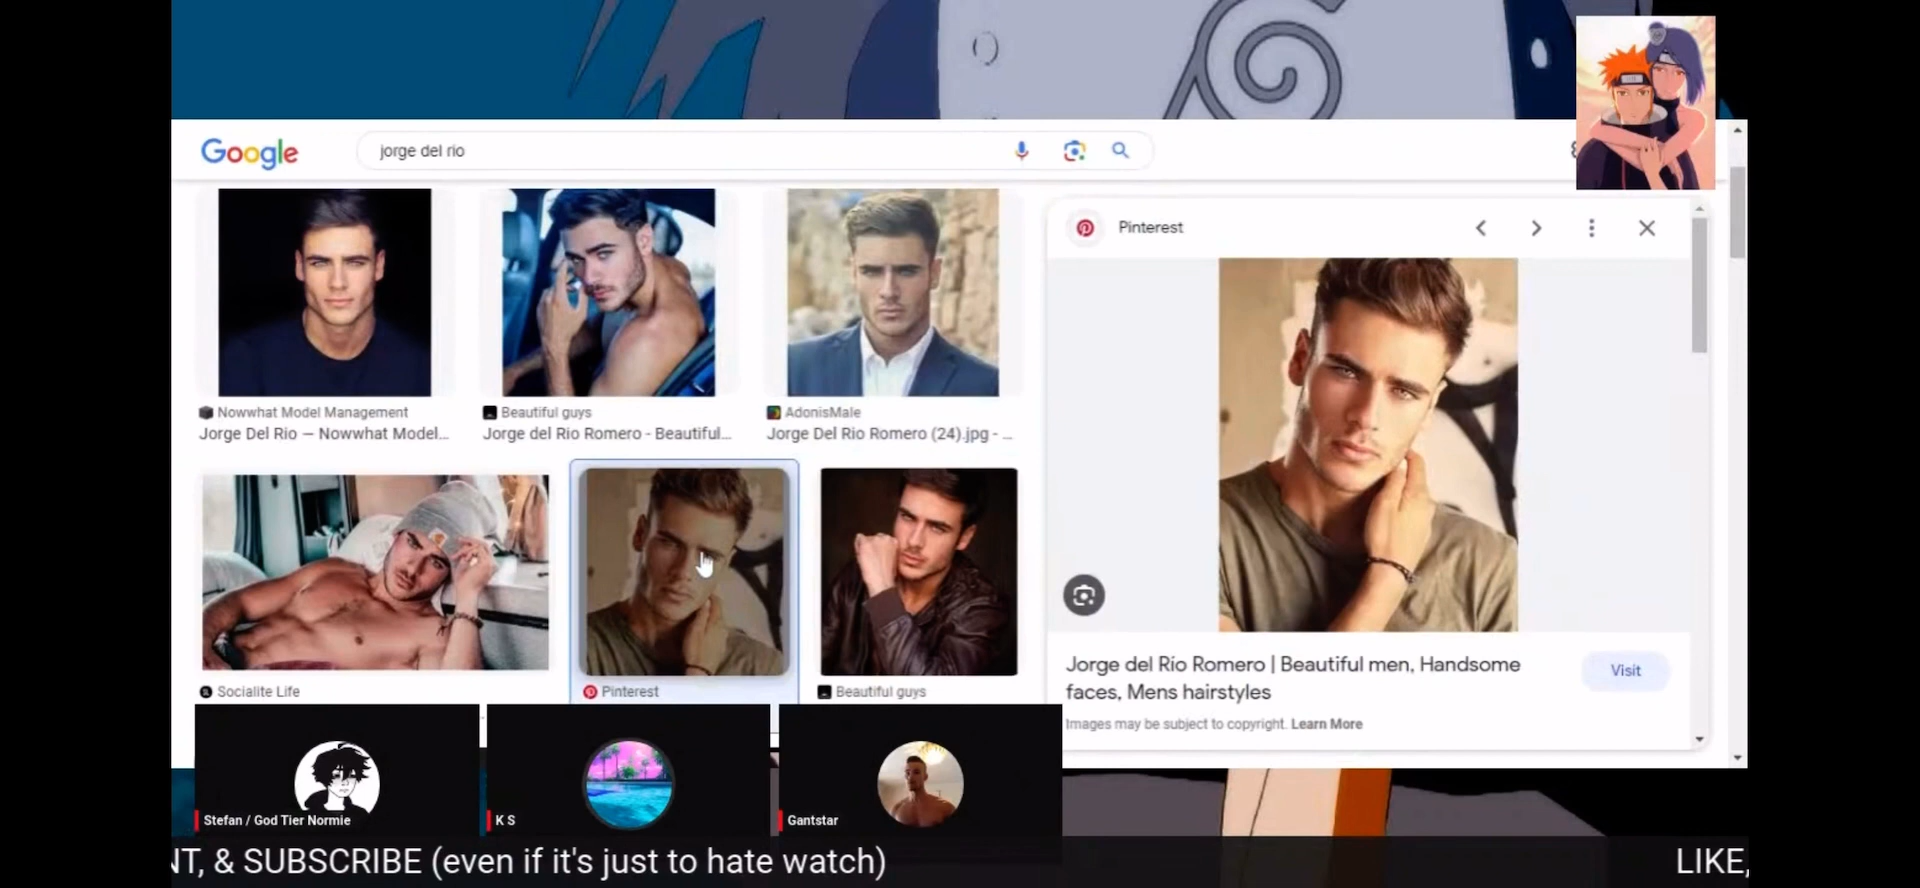 Google
jorge del rio
Pinterest
Nowwhat Model Management
Jorge Del Rio – Nowwhat Model...
Beautiful guys
Jorge del Rio Romero - Beautiful...
AdonisMale
Jorge Del Rio Romero (24).jpg - ...
Socialite Life
Pinterest
Beautiful guys
Jorge del Río Romero | Beautiful men, Handsome
faces, Mens hairstyles
Visit
Images may be subject to copyright. Learn More
Stefan / God Tier Normie
K S
Gantstar
NT, & SUBSCRIBE (even if it's just to hate watch)
LIKE,